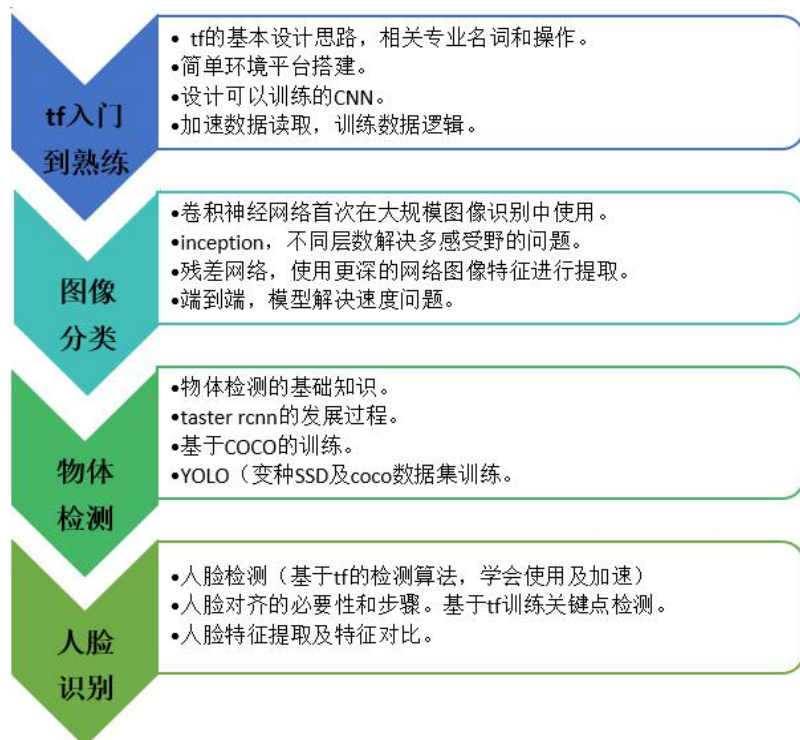 tf入门
到熟练
• tf的基本设计思路，相关专业名词和操作。
•简单环境平台搭建。
•设计可以训练的CNN。
•加速数据读取，训练数据逻辑。
图像
分类
•卷积神经网络首次在大规模图像识别中使用。
•inception，不同层数解决多感受野的问题。
•残差网络，使用更深的网络图像特征进行提取。
•端到端，模型解决速度问题。
物体
检测
•物体检测的基础知识。
•taster rcnn的发展过程。
•基于COCO的训练。
•YOLO（变种SSD及coco数据集训练。
人脸
识别
•人脸检测（基于tf的检测算法，学会使用及加速）
•人脸对齐的必要性和步骤。基于tf训练关键点检测。
•人脸特征提取及特征对比。